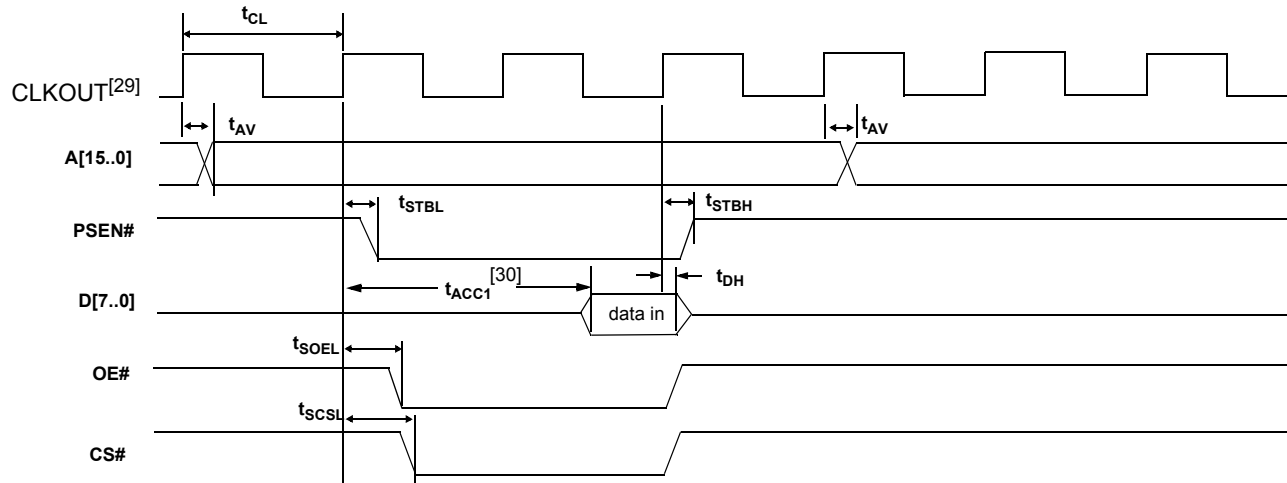 tCL
CLKOUT[29]
tAV
tAV
A[15..0]
tSTBL
tSTBH
PSEN#
[30]
tACC1
tDH
D[7..0]
data in
tSOEL
OE#
tSCSL
CS#